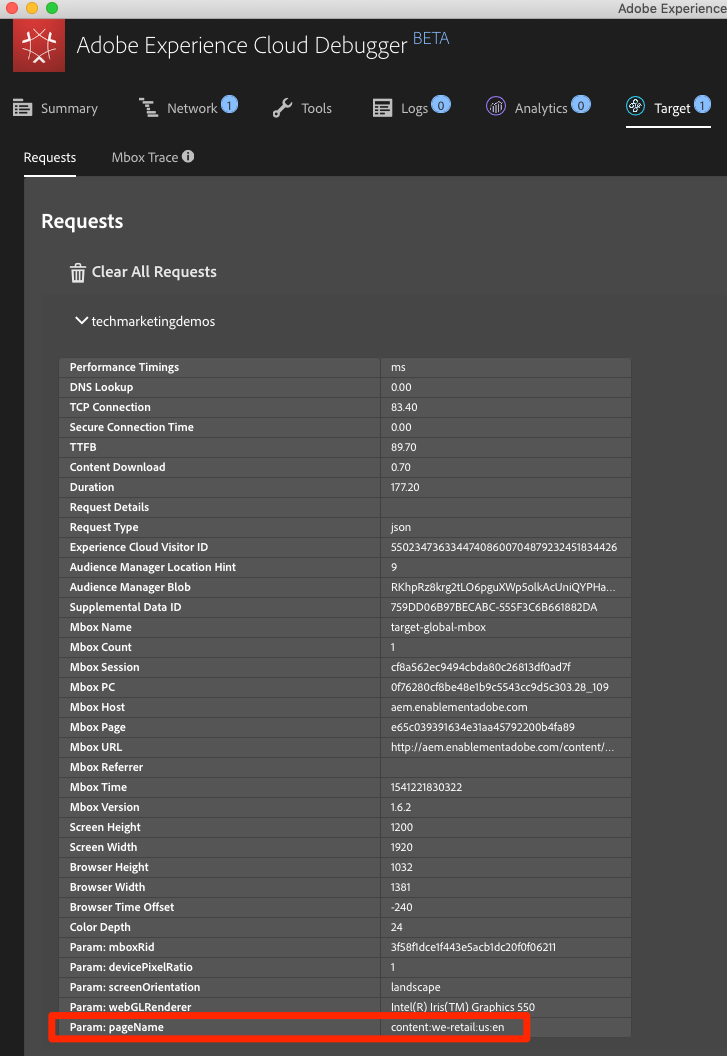 Adobe Experience
Adobe Experience Cloud Debugger BETA
Summary Network 1 Tools Logs 0 Analytics 0 Target 1
Requests Mbox Trace
Requests
Clear All Requests
techmarketingdemos
Performance Timings ms
DNS Lookup 0.00
TCP Connection 83.40
Secure Connection Time 0.00
TTFB 89.70
Content Download 0.70
Duration 177.20
Request Details
Request Type json
Experience Cloud Visitor ID 55023473633447408600704879232451834426
Audience Manager Location Hint 9
Audience Manager Blob RKhpRz8krg2tLO6pguXWp5olkAcUniQYPHa...
Supplemental Data ID 759DD06B97BECABC-555F3C6B661882DA
Mbox Name target-global-mbox
Mbox Count 1
Mbox Session cf8a562ec9494cbda80c26813df0ad7f
Mbox PC 0f76280cf8be48e1b9c5543cc9d5c303.28_109
Mbox Host aem.enablementadobe.com
Mbox Page e65c039391634e31aa45792200b4fa89
Mbox URL http://aem.enablementadobe.com/content/...
Mbox Referrer
Mbox Time 1541221830322
Mbox Version 1.6.2
Screen Height 1200
Screen Width 1920
Browser Height 1032
Browser Width 1381
Browser Time Offset -240
Color Depth 24
Param: mboxRid 3f58f1dce1f443e5acb1dc20f0f06211
Param: devicePixelRatio 1
Param: screenOrientation landscape
Param: webGLRenderer Intel(R) Iris(TM) Graphics 550
Param: pageName content:we-retail:us:en